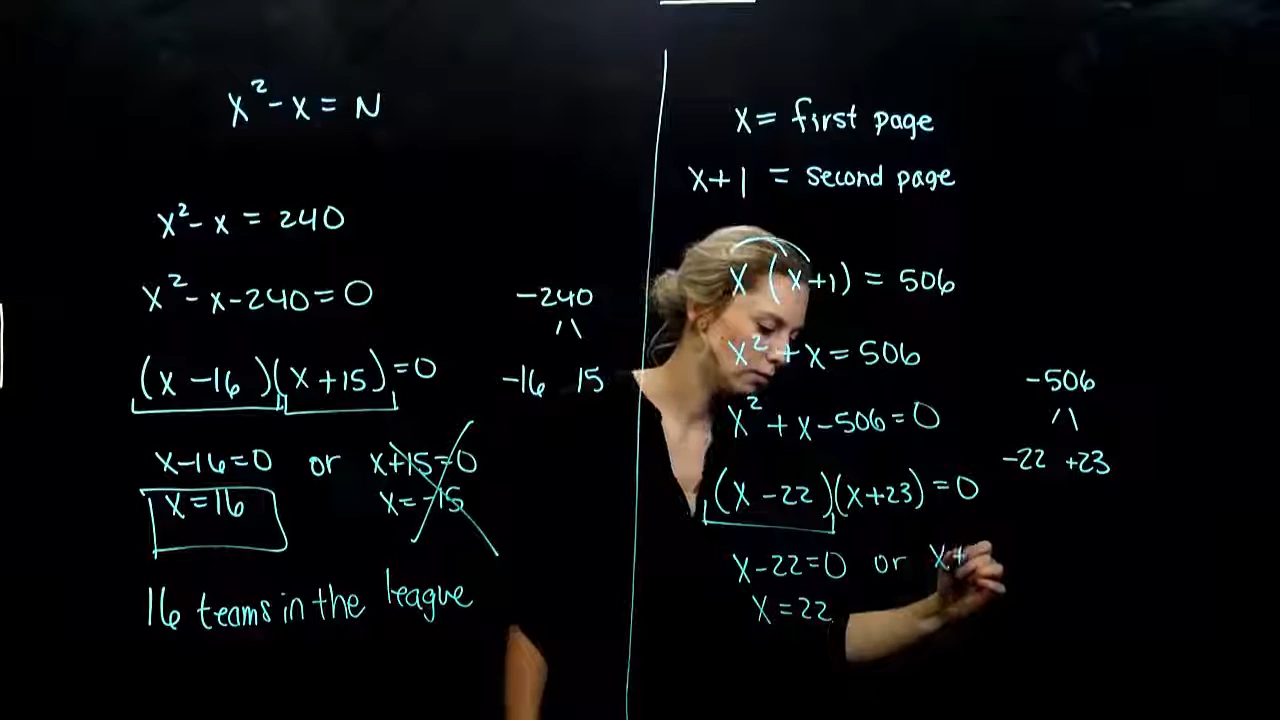 x² - x = N
x² - x = 240
x² - x - 240 = 0
(x - 16)(x + 15) = 0
-240
-16 15
x - 16 = 0 or x + 15 = 0
x = 16 x = -15
16 teams in the league
x = first page
x + 1 = second page
x (x + 1) = 506
x² + x = 506
x² + x - 506 = 0
-506
-22 +23
(x - 22)(x + 23) = 0
x - 22 = 0 or x +
x = 22